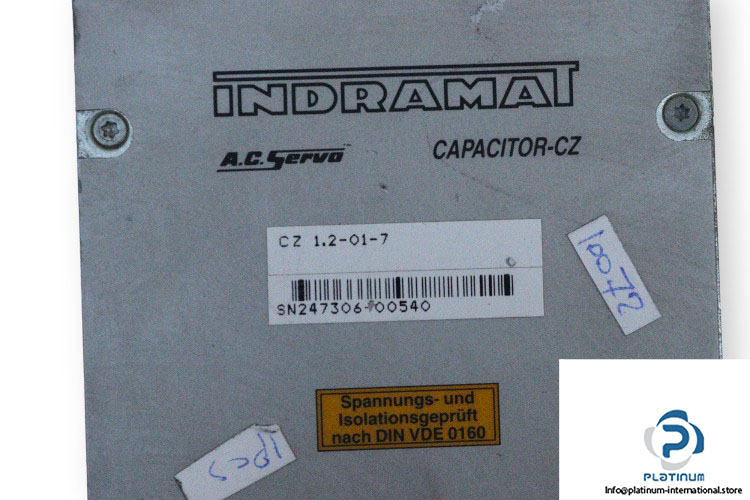 INDRAMAT
A.C. Servo
CAPACITOR-CZ
CZ 1.2-01-7
SN247306-00540
10072
Spannungs- und
Isolationsgeprüft
nach DIN VDE 0160
1pcs
PLATINUM
Info@platinum-international.store